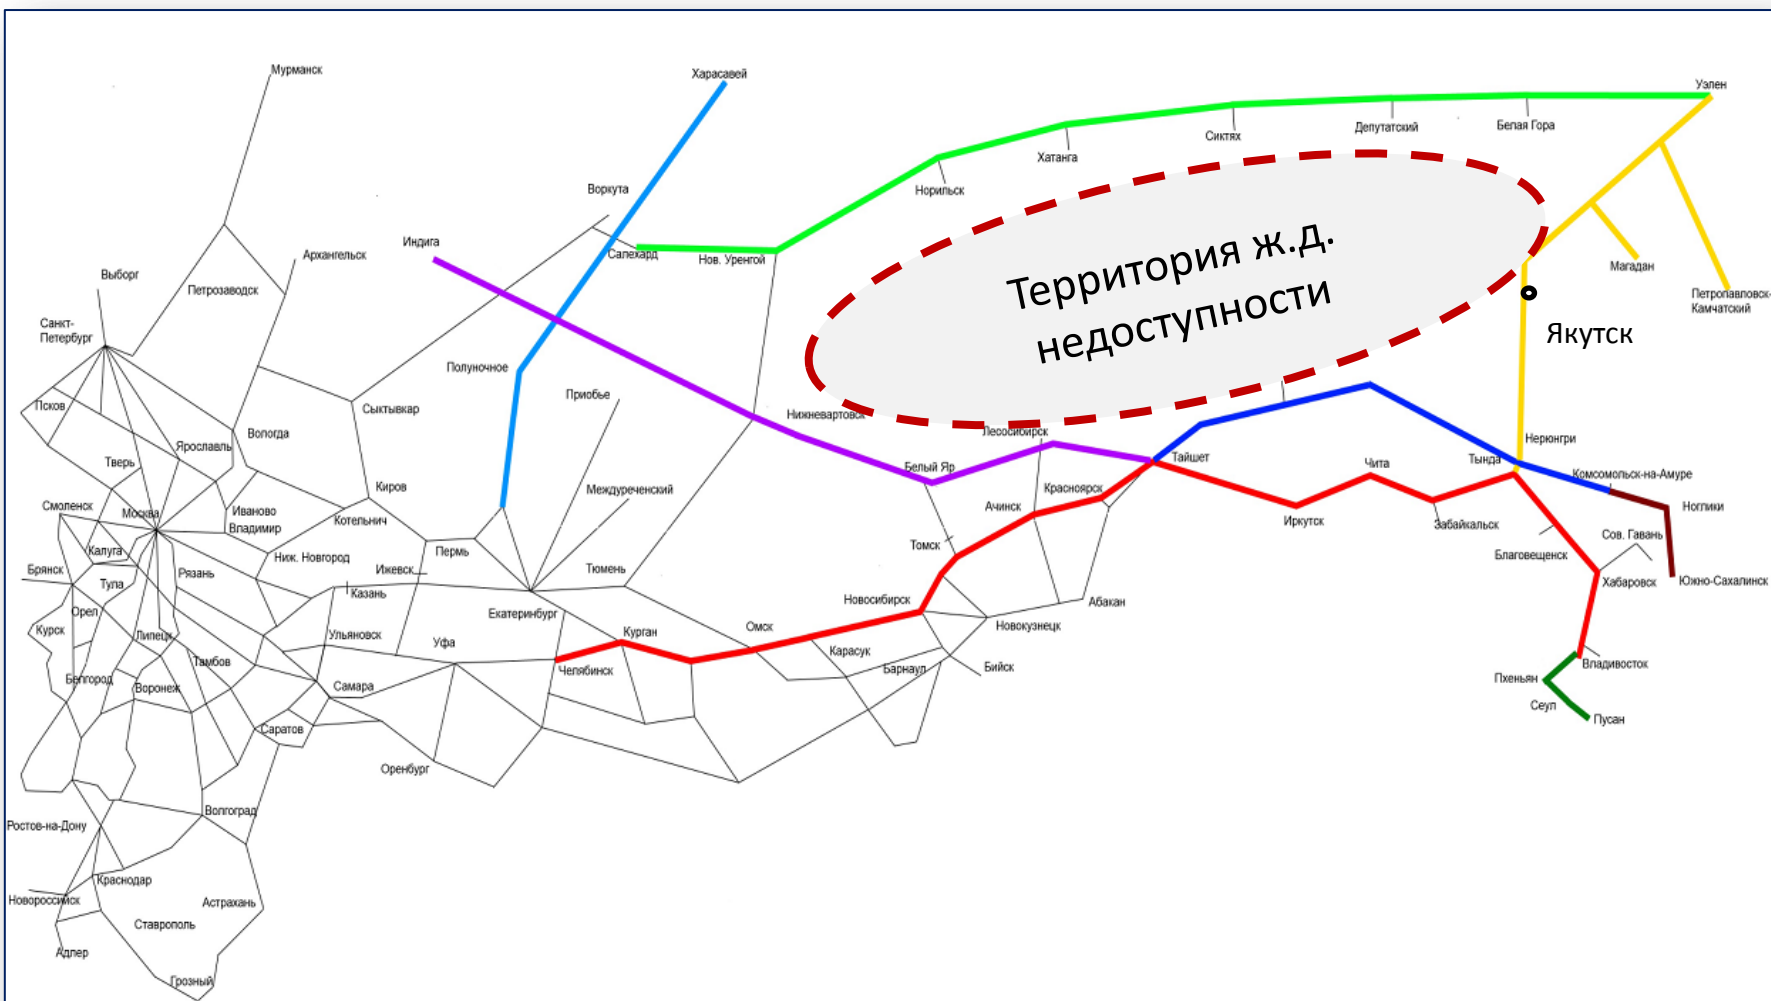 Мурманск
Харасавей
Уэлен
Белая Гора
Депутатский
Сиктях
Хатанга
Норильск
Воркута
Индига
Архангельск
Салехард
Нов. Уренгой
Выборг
Петрозаводск
Территория ж.д.
недоступности
Магадан
Петропавловск-
Камчатский
Якутск
Санкт-
Петербург
Полуночное
Приобье
Псков
Сыктывкар
Нижневартовск
Лесосибирск
Вологда
Ярославль
Тверь
Белый Яр
Тайшет
Чита
Тында
Нерюнгри
Комсомольск-на-Амуре
Киров
Междуреченский
Красноярск
Ачинск
Смоленск
Москва
Иваново
Владимир
Котельнич
Иркутск
Забайкальск
Ноглики
Калуга
Ниж. Новгород
Пермь
Томск
Благовещенск
Сов. Гавань
Брянск
Тула
Рязань
Ижевск
Казань
Тюмень
Хабаровск
Южно-Сахалинск
Орел
Екатеринбург
Новосибирск
Абакан
Курск
Липецк
Ульяновск
Уфа
Курган
Омск
Новокузнецк
Тамбов
Челябинск
Карасук
Барнаул
Бийск
Владивосток
Белгород
Воронеж
Самара
Пхеньян
Сеул
Пусан
Саратов
Оренбург
Волгоград
Ростов-на-Дону
Краснодар
Новороссийск
Астрахань
Ставрополь
Адлер
Грозный